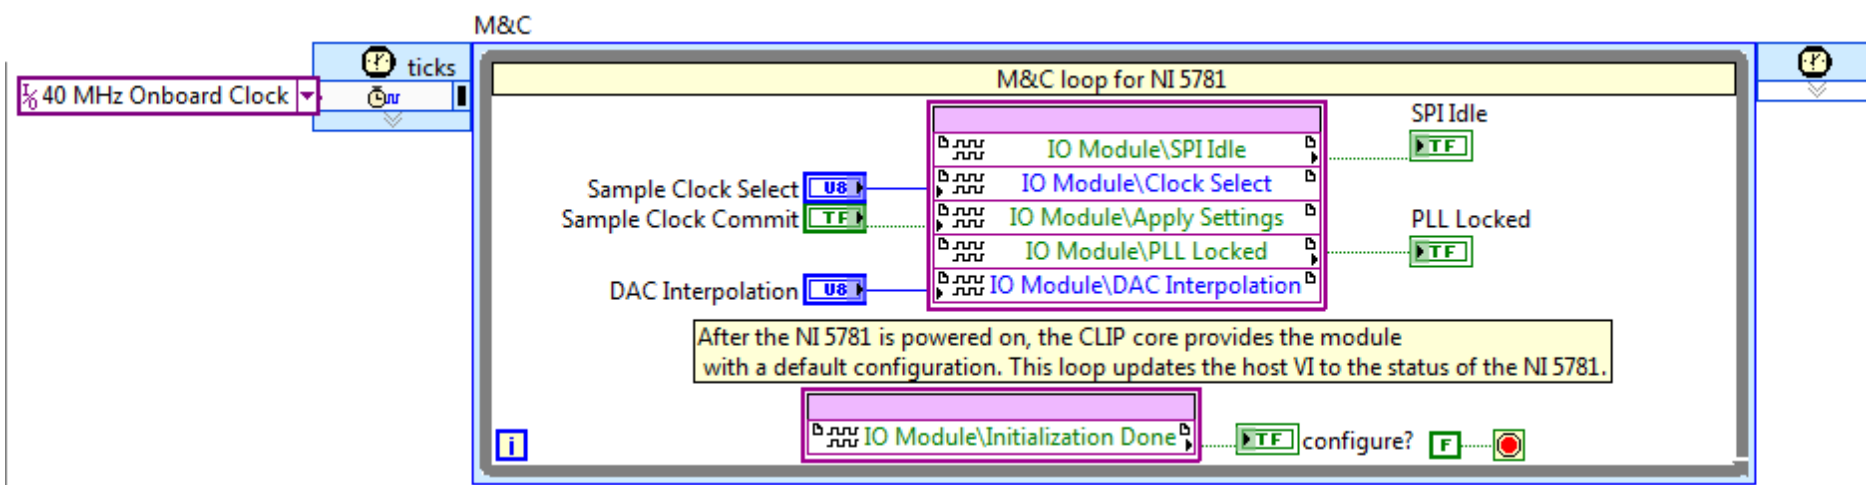 M&C
ticks
40 MHz Onboard Clock
M&C loop for NI 5781
SPI Idle
IO Module\SPI Idle
TF
Sample Clock Select U8
IO Module\Clock Select
Sample Clock Commit TF
IO Module\Apply Settings
PLL Locked
IO Module\PLL Locked
TF
DAC Interpolation U8
IO Module\DAC Interpolation
After the NI 5781 is powered on, the CLIP core provides the module
with a default configuration. This loop updates the host VI to the status of the NI 5781.
i
IO Module\Initialization Done
TF configure? F